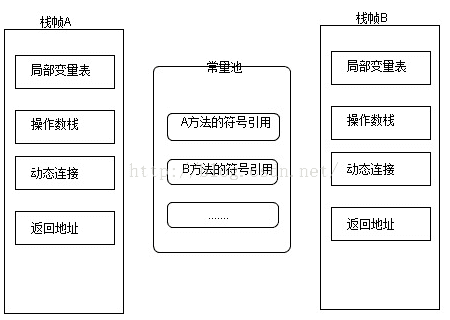 栈帧A
局部变量表
操作数栈
动态连接
返回地址
常量池
A方法的符号引用
B方法的符号引用
.......
栈帧B
局部变量表
操作数栈
动态连接
返回地址